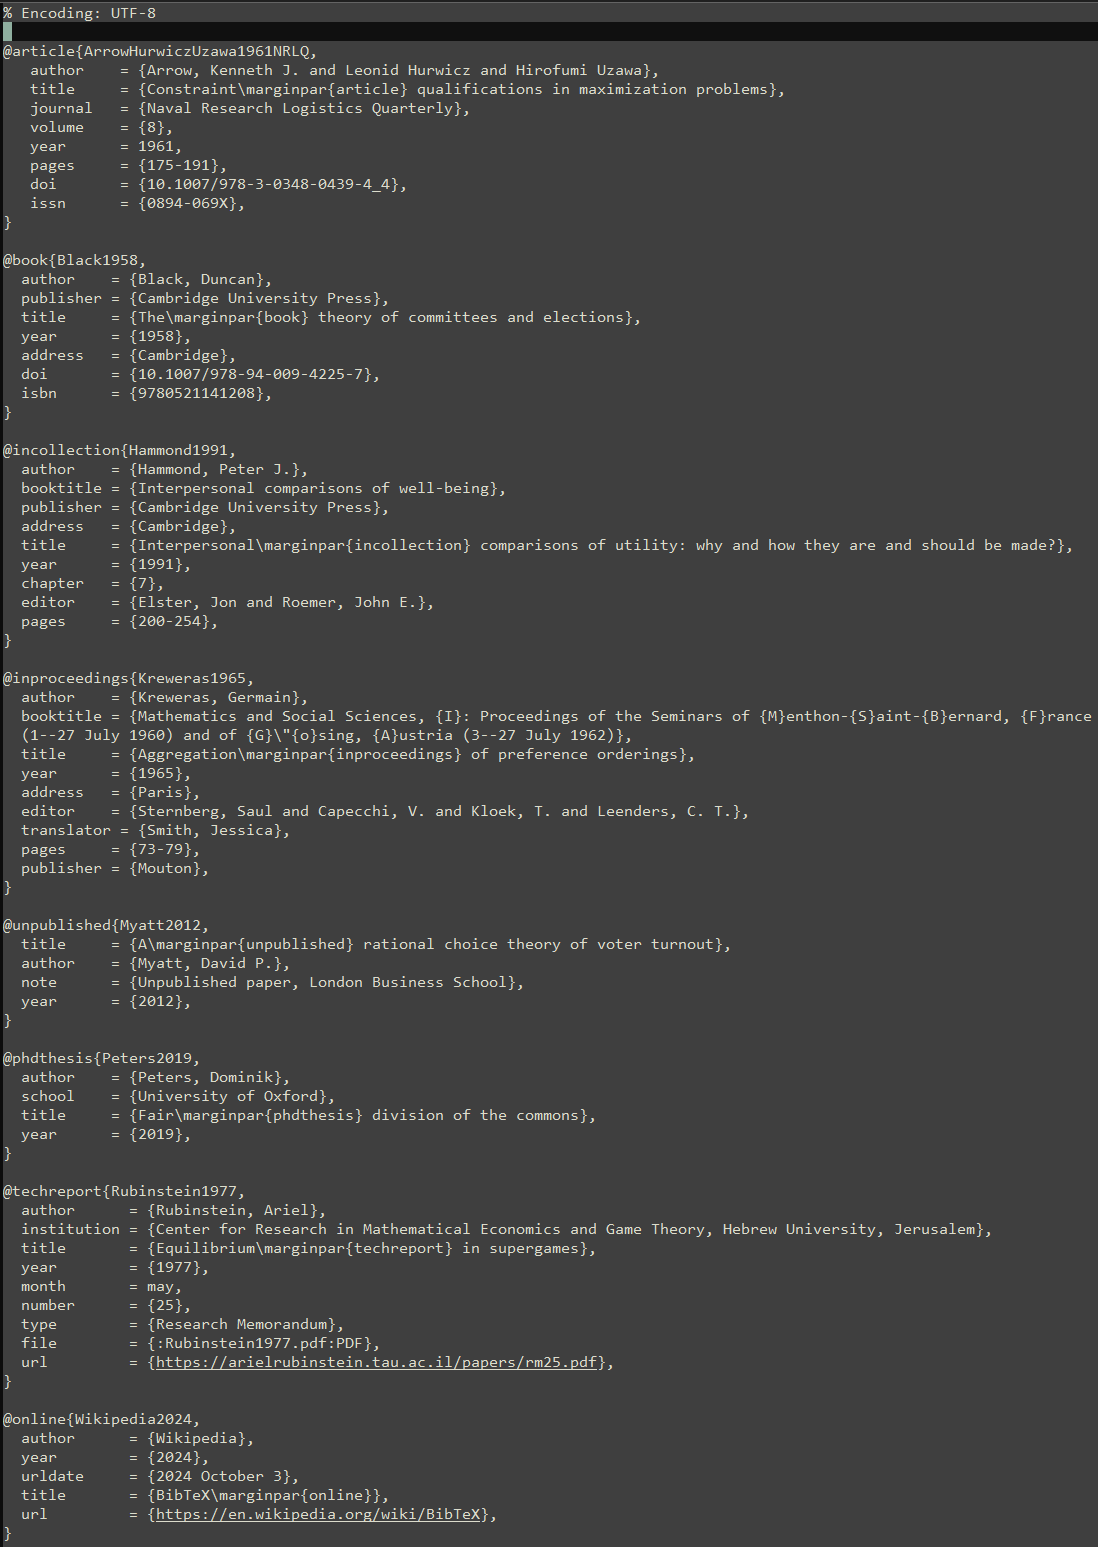 % Encoding: UTF-8
@article{ArrowHurwiczUzawa1961NRLQ,
   author    = {Arrow, Kenneth J. and Leonid Hurwicz and Hirofumi Uzawa},
   title     = {Constraint\marginpar{article} qualifications in maximization problems},
   journal   = {Naval Research Logistics Quarterly},
   volume    = {8},
   year      = 1961,
   pages     = {175-191},
   doi       = {10.1007/978-3-0348-0439-4_4},
   issn      = {0894-069X},
}

@book{Black1958,
  author    = {Black, Duncan},
  publisher = {Cambridge University Press},
  title     = {The\marginpar{book} theory of committees and elections},
  year      = {1958},
  address   = {Cambridge},
  doi       = {10.1007/978-94-009-4225-7},
  isbn      = {9780521141208},
}

@incollection{Hammond1991,
  author    = {Hammond, Peter J.},
  booktitle = {Interpersonal comparisons of well-being},
  publisher = {Cambridge University Press},
  address   = {Cambridge},
  title     = {Interpersonal\marginpar{incollection} comparisons of utility: why and how they are and should be made?},
  year      = {1991},
  chapter   = {7},
  editor    = {Elster, Jon and Roemer, John E.},
  pages     = {200-254},
}

@inproceedings{Kreweras1965,
  author    = {Kreweras, Germain},
  booktitle = {Mathematics and Social Sciences, {I}: Proceedings of the Seminars of {M}enthon-{S}aint-{B}ernard, {F}rance
  (1--27 July 1960) and of {G}\"{o}sing, {A}ustria (3--27 July 1962)},
  title     = {Aggregation\marginpar{inproceedings} of preference orderings},
  year      = {1965},
  address   = {Paris},
  editor    = {Sternberg, Saul and Capecchi, V. and Kloek, T. and Leenders, C. T.},
  translator = {Smith, Jessica},
  pages     = {73-79},
  publisher = {Mouton},
}

@unpublished{Myatt2012,
  title     = {A\marginpar{unpublished} rational choice theory of voter turnout},
  author    = {Myatt, David P.},
  note      = {Unpublished paper, London Business School},
  year      = {2012},
}

@phdthesis{Peters2019,
  author    = {Peters, Dominik},
  school    = {University of Oxford},
  title     = {Fair\marginpar{phdthesis} division of the commons},
  year      = {2019},
}

@techreport{Rubinstein1977,
  author      = {Rubinstein, Ariel},
  institution = {Center for Research in Mathematical Economics and Game Theory, Hebrew University, Jerusalem},
  title       = {Equilibrium\marginpar{techreport} in supergames},
  year        = {1977},
  month       = may,
  number      = {25},
  type        = {Research Memorandum},
  file        = {:Rubinstein1977.pdf:PDF},
  url         = {https://arielrubinstein.tau.ac.il/papers/rm25.pdf},
}

@online{Wikipedia2024,
  author      = {Wikipedia},
  year        = {2024},
  urldate     = {2024 October 3},
  title       = {BibTeX\marginpar{online}},
  url         = {https://en.wikipedia.org/wiki/BibTeX},
}